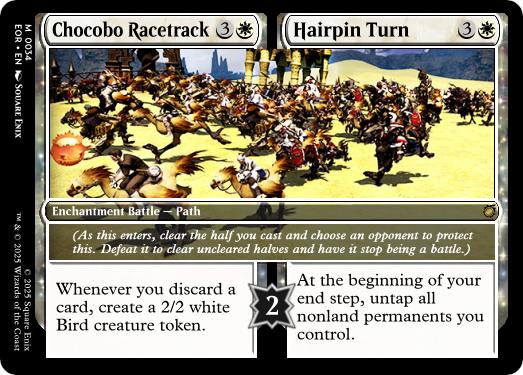 Chocobo Racetrack 3
Hairpin Turn 3
Enchantment Battle — Path
(As this enters, clear the half you cast and choose an opponent to protect
this. Defeat it to clear uncleared halves and have it stop being a battle.)
Whenever you discard a
card, create a 2/2 white
Bird creature token.
2
At the beginning of your
end step, untap all
nonland permanents you
control.
M 0034
EOR • EN Square Enix
™ & © 2025 Wizards of the Coast
© 2025 Square Enix